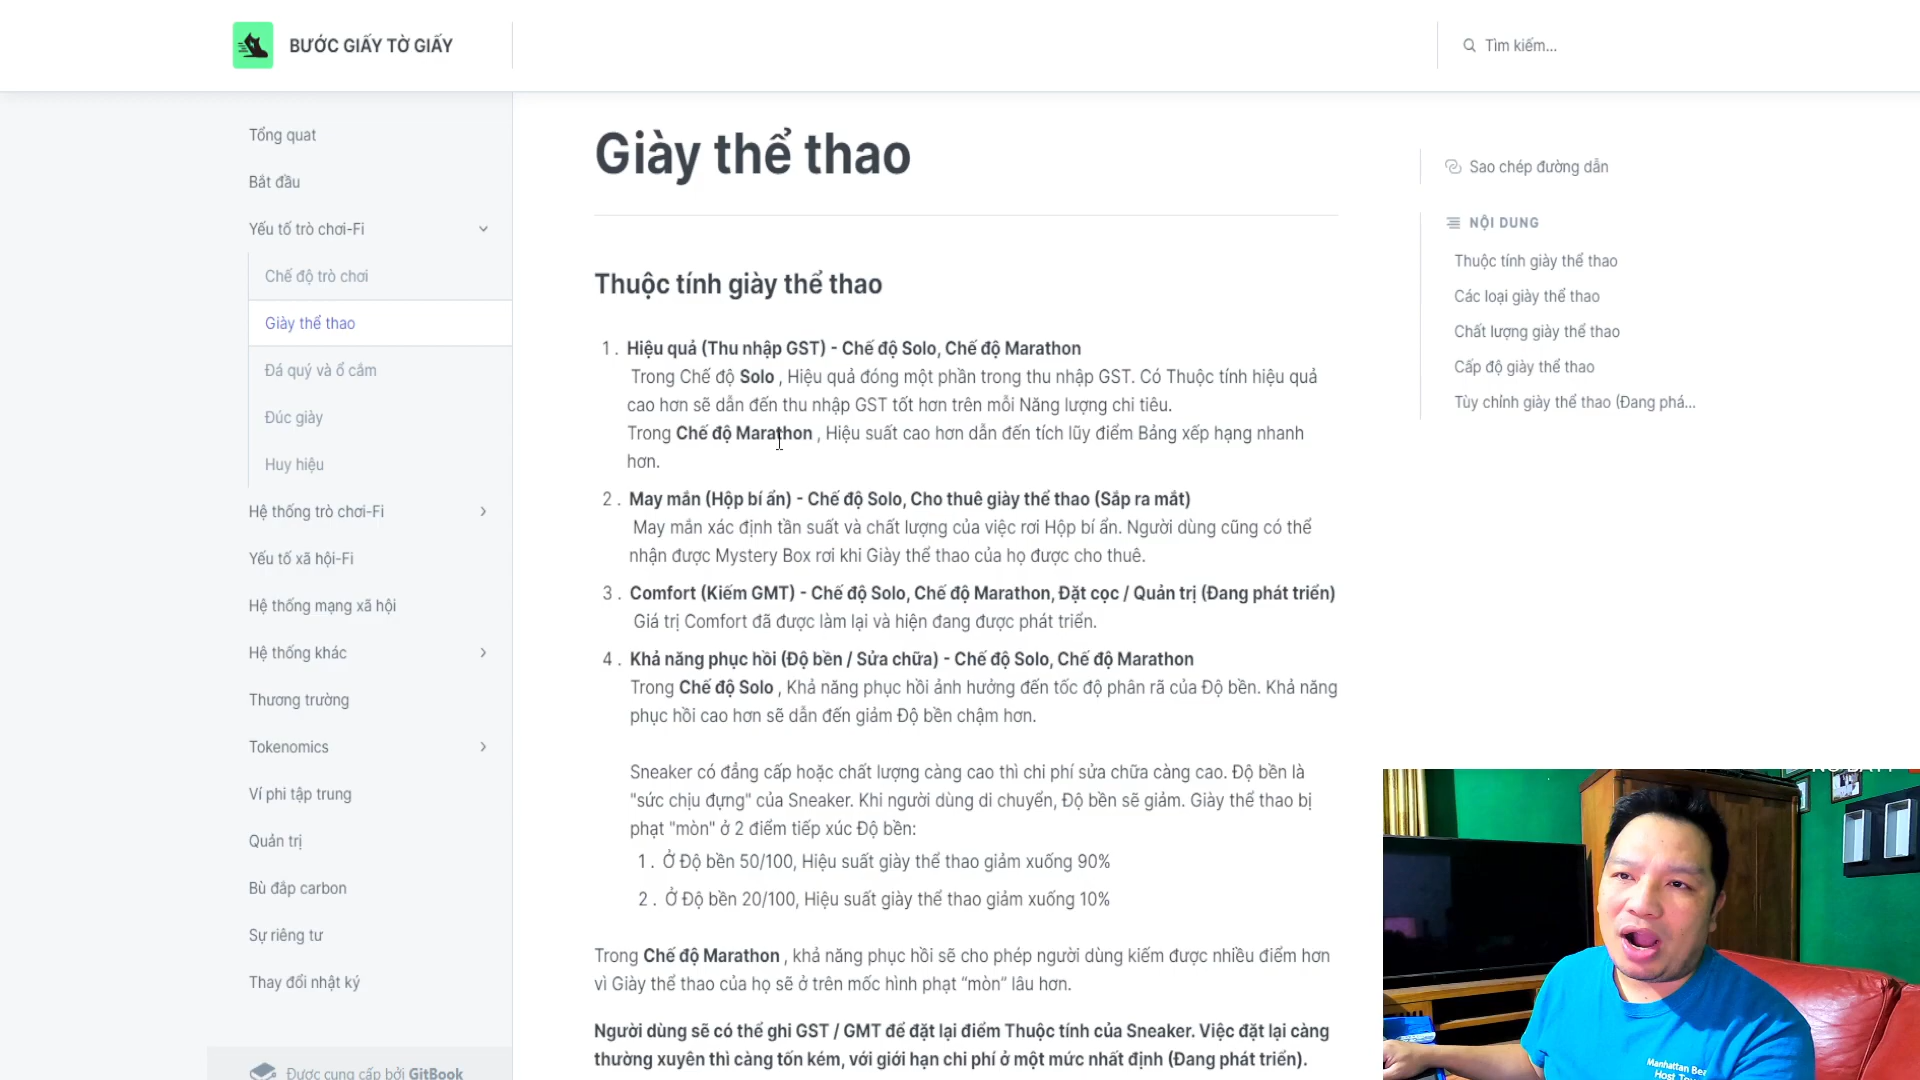 BƯỚC GIẤY TỜ GIẤY
Tìm kiếm...
Tổng quat
Bắt đầu
Yếu tố trò chơi-Fi
Chế độ trò chơi
Giày thể thao
Đá quý và ổ cắm
Đúc giày
Huy hiệu
Hệ thống trò chơi-Fi
Yếu tố xã hội-Fi
Hệ thống mạng xã hội
Hệ thống khác
Thương trường
Tokenomics
Ví phi tập trung
Quản trị
Bù đắp carbon
Sự riêng tư
Thay đổi nhật ký
Được cung cấp bởi GitBook
Giày thể thao
Thuộc tính giày thể thao
1. Hiệu quả (Thu nhập GST) - Chế độ Solo, Chế độ Marathon
Trong Chế độ Solo , Hiệu quả đóng một phần trong thu nhập GST. Có Thuộc tính hiệu quả
cao hơn sẽ dẫn đến thu nhập GST tốt hơn trên mỗi Năng lượng chi tiêu.
Trong Chế độ Marathon , Hiệu suất cao hơn dẫn đến tích lũy điểm Bảng xếp hạng nhanh
hơn.
2. May mắn (Hộp bí ẩn) - Chế độ Solo, Cho thuê giày thể thao (Sắp ra mắt)
May mắn xác định tần suất và chất lượng của việc rơi Hộp bí ẩn. Người dùng cũng có thể
nhận được Mystery Box rơi khi Giày thể thao của họ được cho thuê.
3. Comfort (Kiếm GMT) - Chế độ Solo, Chế độ Marathon, Đặt cọc / Quản trị (Đang phát triển)
Giá trị Comfort đã được làm lại và hiện đang được phát triển.
4. Khả năng phục hồi (Độ bền / Sửa chữa) - Chế độ Solo, Chế độ Marathon
Trong Chế độ Solo , Khả năng phục hồi ảnh hưởng đến tốc độ phân rã của Độ bền. Khả năng
phục hồi cao hơn sẽ dẫn đến giảm Độ bền chậm hơn.
Sneaker có đẳng cấp hoặc chất lượng càng cao thì chi phí sửa chữa càng cao. Độ bền là
"sức chịu đựng" của Sneaker. Khi người dùng di chuyển, Độ bền sẽ giảm. Giày thể thao bị
phạt "mòn" ở 2 điểm tiếp xúc Độ bền:
1. Ở Độ bền 50/100, Hiệu suất giày thể thao giảm xuống 90%
2. Ở Độ bền 20/100, Hiệu suất giày thể thao giảm xuống 10%
Trong Chế độ Marathon , khả năng phục hồi sẽ cho phép người dùng kiếm được nhiều điểm hơn
vì Giày thể thao của họ sẽ ở trên mốc hình phạt “mòn” lâu hơn.
Người dùng sẽ có thể ghi GST / GMT để đặt lại điểm Thuộc tính của Sneaker. Việc đặt lại càng
thường xuyên thì càng tốn kém, với giới hạn chi phí ở một mức nhất định (Đang phát triển).
Sao chép đường dẫn
NỘI DUNG
Thuộc tính giày thể thao
Các loại giày thể thao
Chất lượng giày thể thao
Cấp độ giày thể thao
Tùy chỉnh giày thể thao (Đang phá...
Manhattan Bea